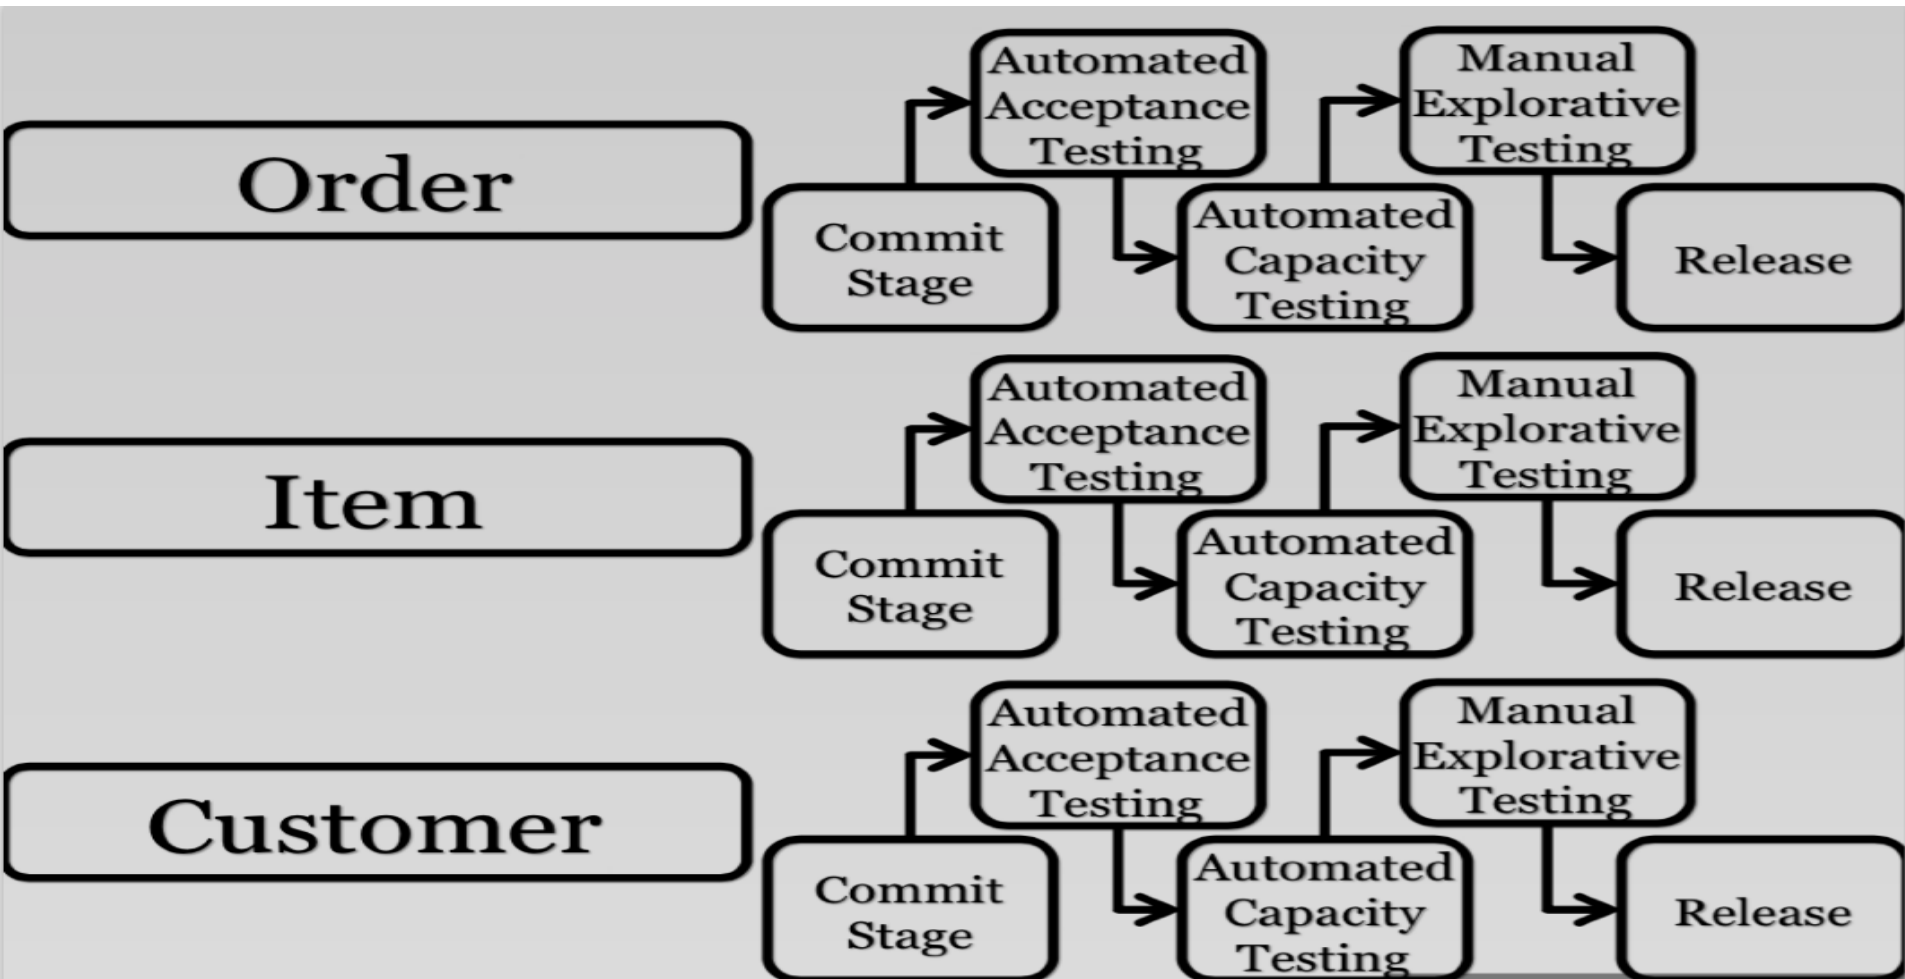 Order
Automated
Acceptance
Testing
Manual
Explorative
Testing
Commit
Stage
Automated
Capacity
Testing
Release
Item
Automated
Acceptance
Testing
Manual
Explorative
Testing
Commit
Stage
Automated
Capacity
Testing
Release
Customer
Automated
Acceptance
Testing
Manual
Explorative
Testing
Commit
Stage
Automated
Capacity
Testing
Release